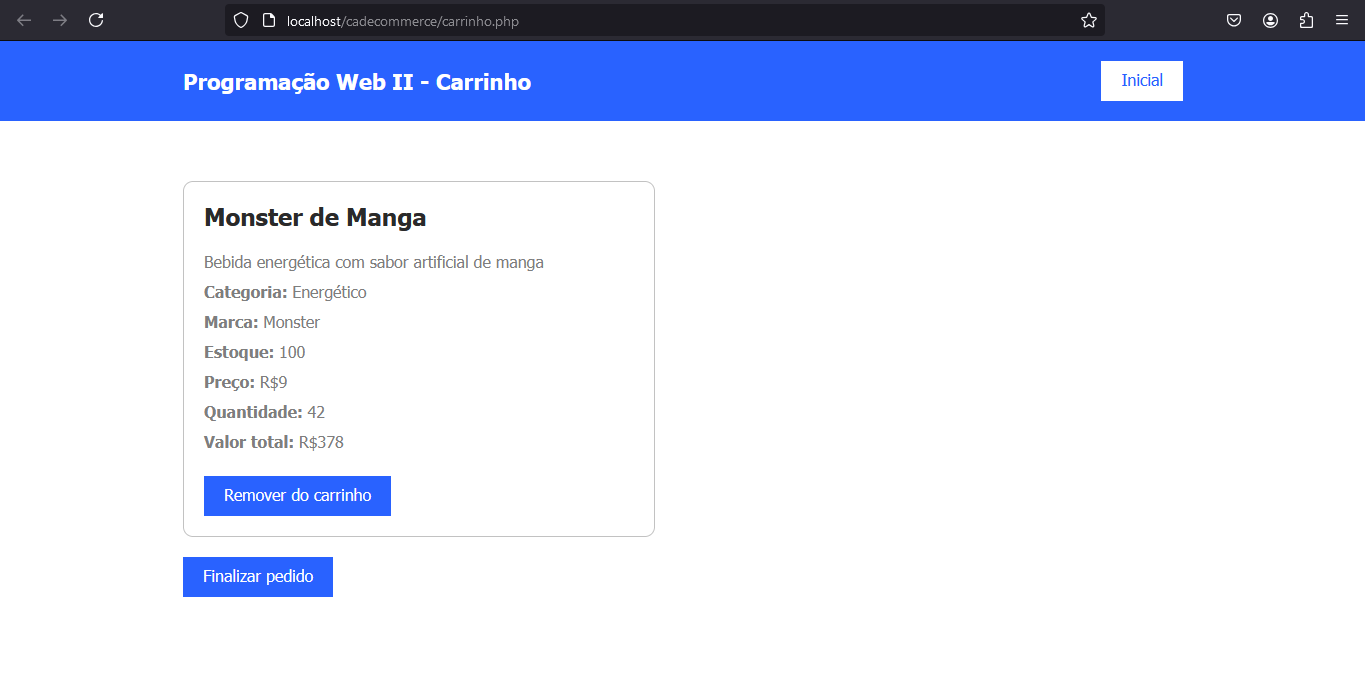 localhost/cadecommerce/carrinho.php
Programação Web II - Carrinho
Inicial
Monster de Manga
Bebida energética com sabor artificial de manga
Categoria: Energético
Marca: Monster
Estoque: 100
Preço: R$9
Quantidade: 42
Valor total: R$378
Remover do carrinho
Finalizar pedido